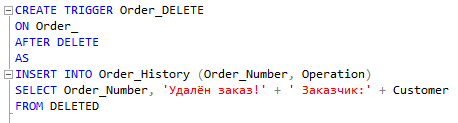 CREATE TRIGGER Order_DELETE
ON Order_
AFTER DELETE
AS
INSERT INTO Order_History (Order_Number, Operation)
SELECT Order_Number, 'Удалён заказ!' + ' Заказчик:' + Customer
FROM DELETED